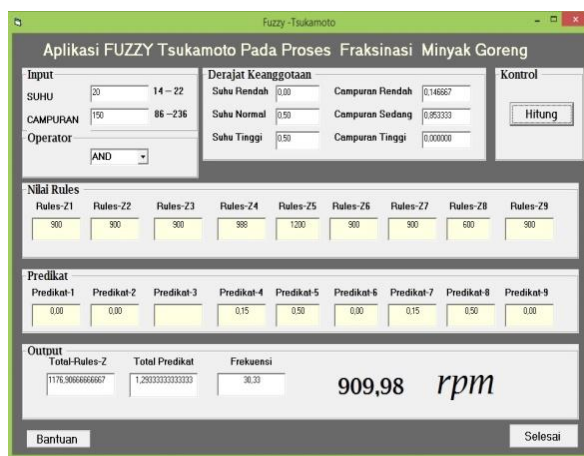 Fuzzy -Tsukamoto
Aplikasi FUZZY Tsukamoto Pada Proses Fraksinasi Minyak Goreng
Input
SUHU 20 14 – 22
CAMPURAN 150 86 –236
Operator
AND
Derajat Keanggotaan
Suhu Rendah 0,00 Campuran Rendah 0,146667
Suhu Normal 0,50 Campuran Sedang 0,853333
Suhu Tinggi 0,50 Campuran Tinggi 0,000000
Kontrol
Hitung
Nilai Rules
Rules-Z1 Rules-Z2 Rules-Z3 Rules-Z4 Rules-Z5 Rules-Z6 Rules-Z7 Rules-Z8 Rules-Z9
900 900 900 988 1200 900 900 600 900
Predikat
Predikat-1 Predikat-2 Predikat-3 Predikat-4 Predikat-5 Predikat-6 Predikat-7 Predikat-8 Predikat-9
0,00 0,00 0,15 0,50 0,00 0,15 0,50 0,00
Output
Total-Rules-Z Total Predikat Frekuensi
1176,90666666667 1,29333333333333 30,33
909,98 rpm
Bantuan
Selesai